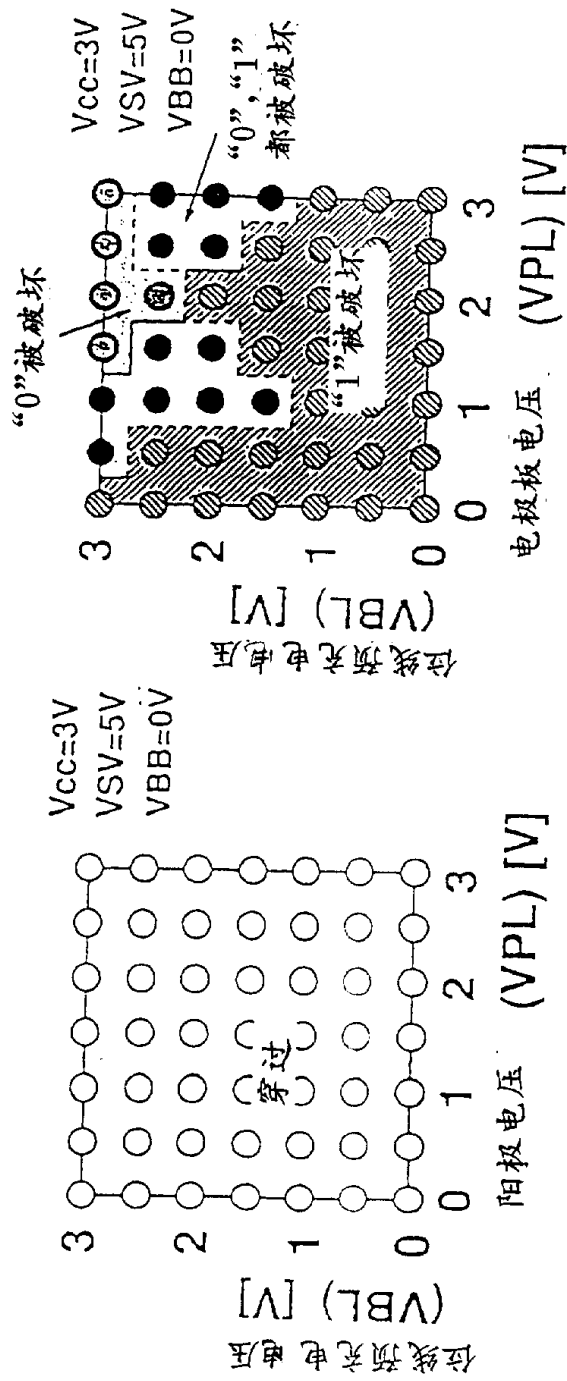 Vcc=3V
VSV=5V
VBB=0V
穿过
3
2
1
0
(VBL) [V]
位线预充电电压
0
1
2
3
阳极电压
(VPL) [V]
Vcc=3V
VSV=5V
VBB=0V
“0”被破坏
“0”,“1”
都被破坏
“1”被破坏
3
2
1
0
(VBL) [V]
位线预充电电压
0
1
2
3
电极板电压
(VPL) [V]